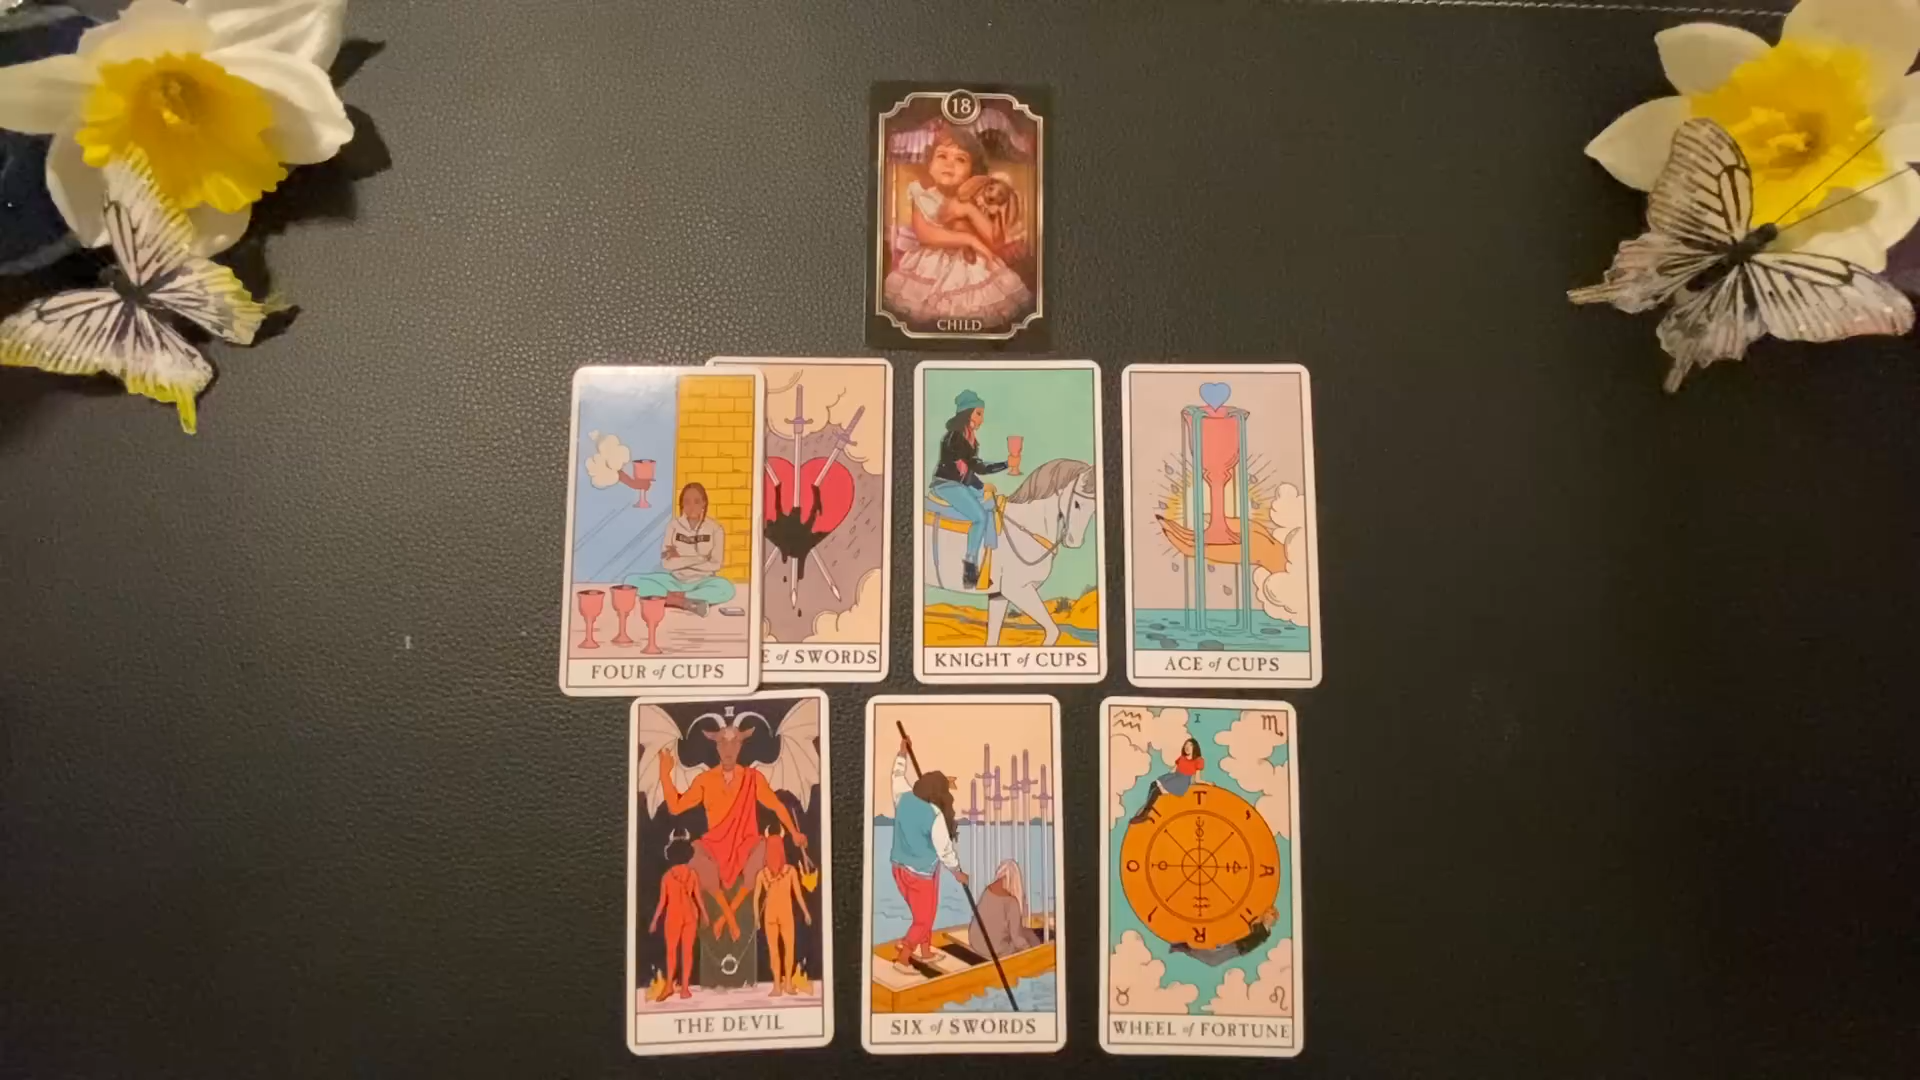 18
CHILD
FOUR of CUPS
E of SWORDS
KNIGHT of CUPS
ACE of CUPS
THE DEVIL
SIX of SWORDS
I
T
A
R
O
WHEEL of FORTUNE